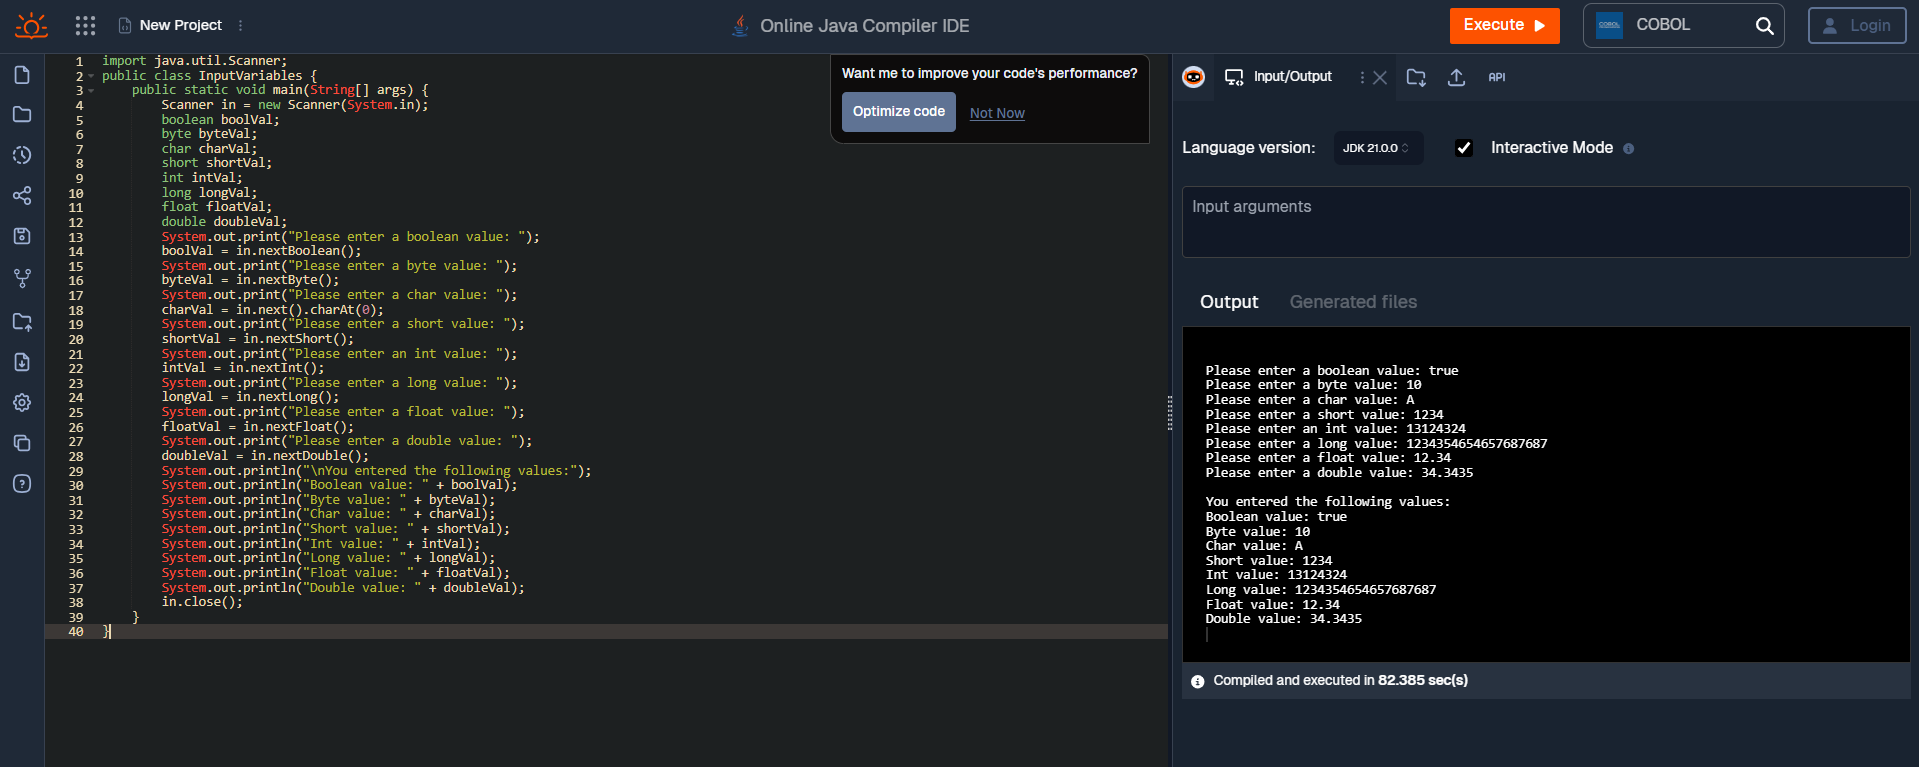 New Project
Online Java Compiler IDE
Execute
COBOL
COBOL
Login
1 import java.util.Scanner;
2 public class InputVariables {
3 public static void main(String[] args) {
4 Scanner in = new Scanner(System.in);
5 boolean boolVal;
6 byte byteVal;
7 char charVal;
8 short shortVal;
9 int intVal;
10 long longVal;
11 float floatVal;
12 double doubleVal;
13 System.out.print("Please enter a boolean value: ");
14 boolVal = in.nextBoolean();
15 System.out.print("Please enter a byte value: ");
16 byteVal = in.nextByte();
17 System.out.print("Please enter a char value: ");
18 charVal = in.next().charAt(0);
19 System.out.print("Please enter a short value: ");
20 shortVal = in.nextShort();
21 System.out.print("Please enter an int value: ");
22 intVal = in.nextInt();
23 System.out.print("Please enter a long value: ");
24 longVal = in.nextLong();
25 System.out.print("Please enter a float value: ");
26 floatVal = in.nextFloat();
27 System.out.print("Please enter a double value: ");
28 doubleVal = in.nextDouble();
29 System.out.println("\nYou entered the following values:");
30 System.out.println("Boolean value: " + boolVal);
31 System.out.println("Byte value: " + byteVal);
32 System.out.println("Char value: " + charVal);
33 System.out.println("Short value: " + shortVal);
34 System.out.println("Int value: " + intVal);
35 System.out.println("Long value: " + longVal);
36 System.out.println("Float value: " + floatVal);
37 System.out.println("Double value: " + doubleVal);
38 in.close();
39 }
40 }
Want me to improve your code's performance?
Optimize code
Not Now
Input/Output
API
Language version:
JDK 21.0.0
Interactive Mode
Input arguments
Output
Generated files
Please enter a boolean value: true
Please enter a byte value: 10
Please enter a char value: A
Please enter a short value: 1234
Please enter an int value: 13124324
Please enter a long value: 1234354654657687687
Please enter a float value: 12.34
Please enter a double value: 34.3435
You entered the following values:
Boolean value: true
Byte value: 10
Char value: A
Short value: 1234
Int value: 13124324
Long value: 1234354654657687687
Float value: 12.34
Double value: 34.3435
Compiled and executed in 82.385 sec(s)